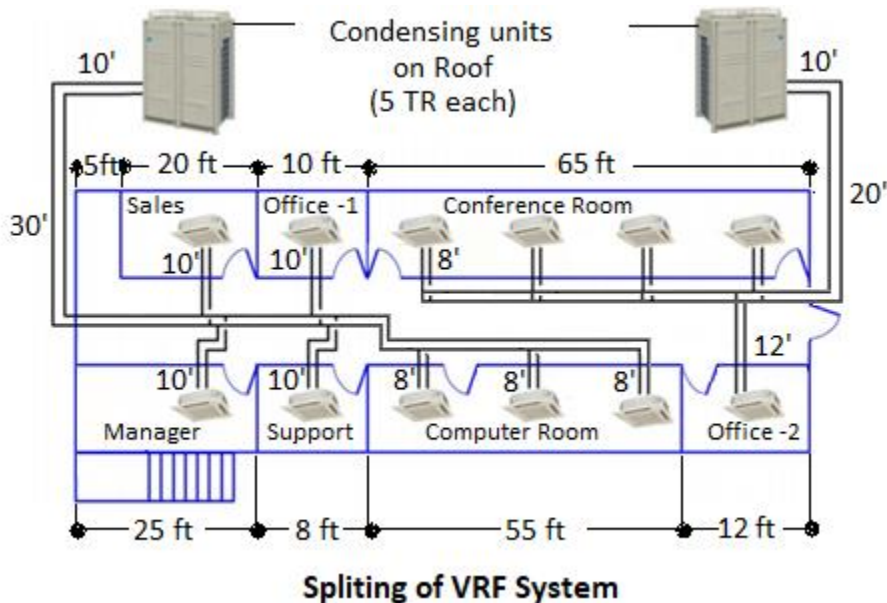 Condensing units
on Roof
(5 TR each)
10'
10'
5ft
20 ft
10 ft
65 ft
30'
20'
Sales
Office -1
Conference Room
10'
10'
8'
12'
10'
10'
8'
8'
8'
Manager
Support
Computer Room
Office -2
25 ft
8 ft
55 ft
12 ft
Spliting of VRF System